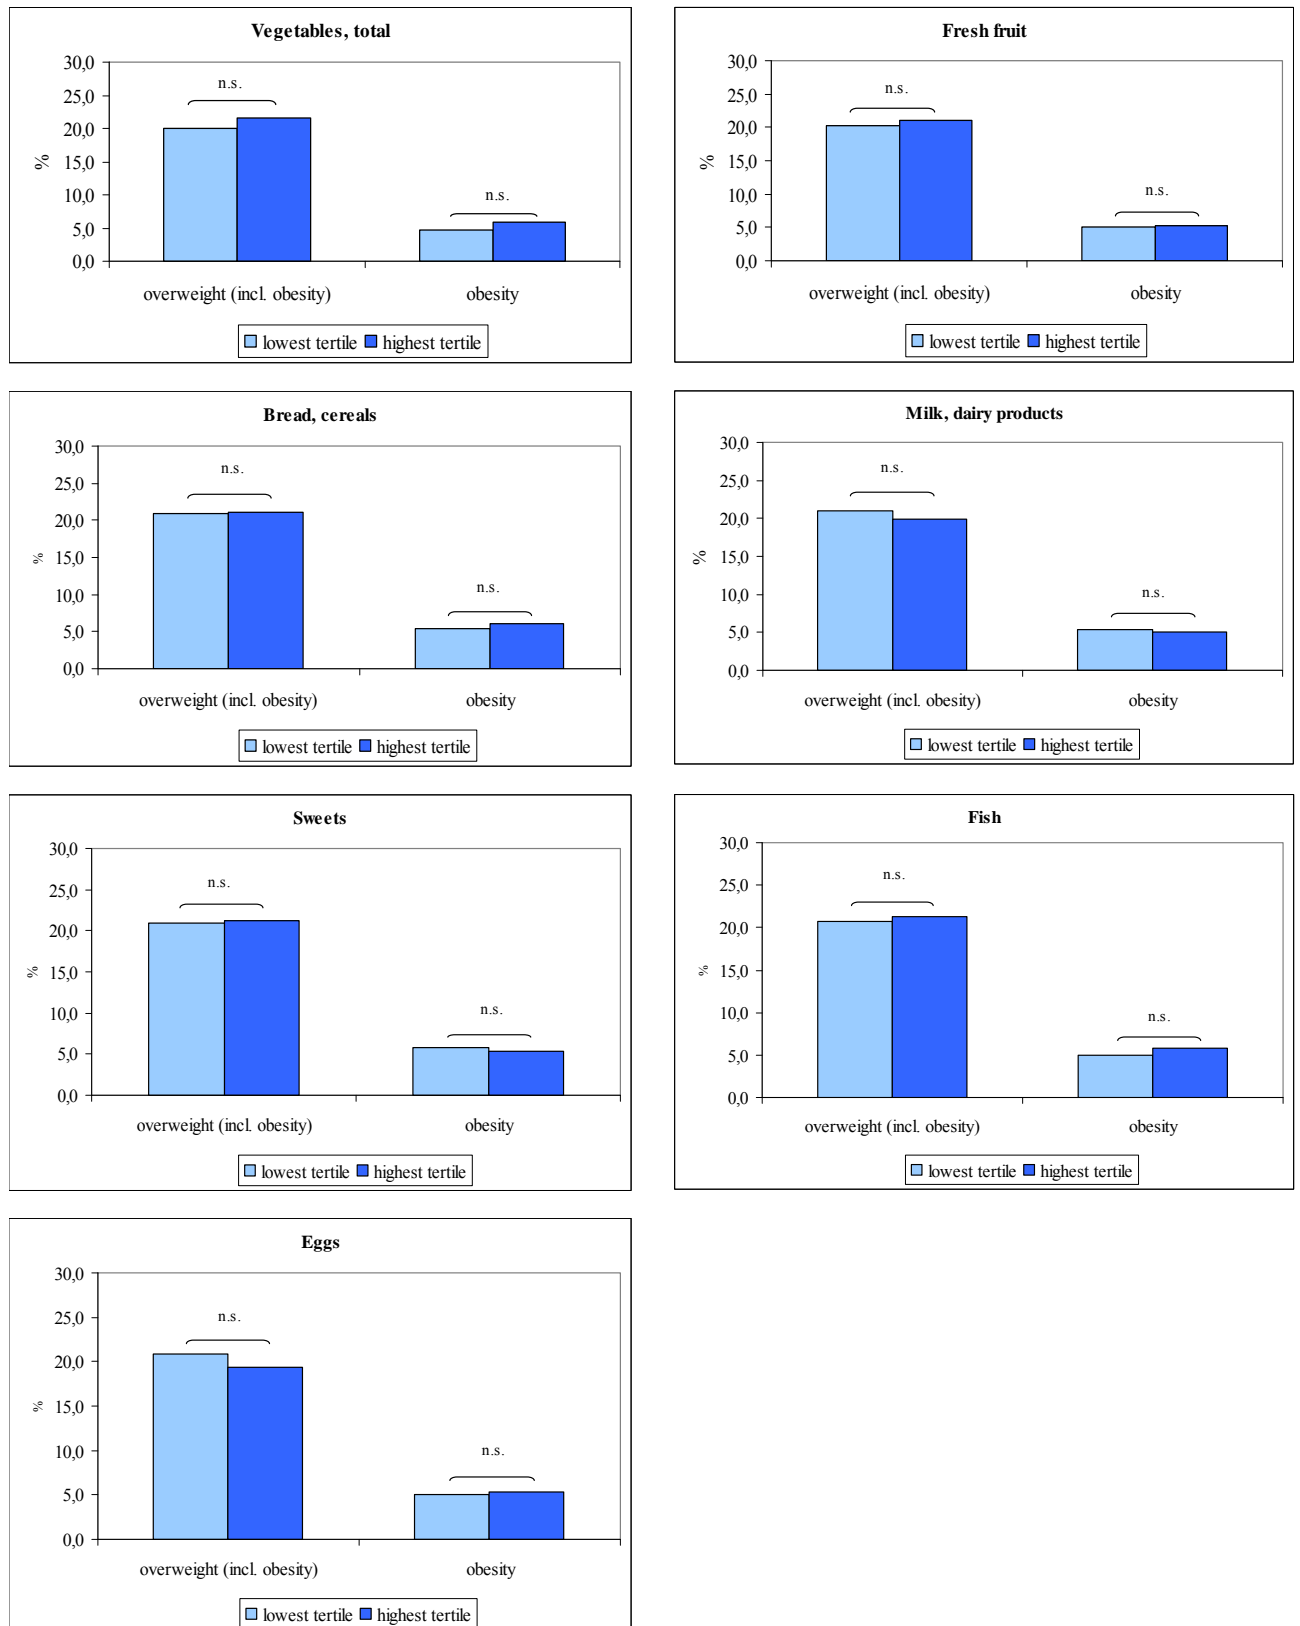 Vegetables, total
30,0
25,0
20,0
15,0
10,0
5,0
0,0
%
n.s.
n.s.
overweight (incl. obesity)
obesity
lowest tertile highest tertile
Fresh fruit
30,0
25,0
20,0
15,0
10,0
5,0
0,0
%
n.s.
n.s.
overweight (incl. obesity)
obesity
lowest tertile highest tertile
Bread, cereals
30,0
25,0
20,0
15,0
10,0
5,0
0,0
%
n.s.
n.s.
overweight (incl. obesity)
obesity
lowest tertile highest tertile
Milk, dairy products
30,0
25,0
20,0
15,0
10,0
5,0
0,0
%
n.s.
n.s.
overweight (incl. obesity)
obesity
lowest tertile highest tertile
Sweets
30,0
25,0
20,0
15,0
10,0
5,0
0,0
%
n.s.
n.s.
overweight (incl. obesity)
obesity
lowest tertile highest tertile
Fish
30,0
25,0
20,0
15,0
10,0
5,0
0,0
%
n.s.
n.s.
overweight (incl. obesity)
obesity
lowest tertile highest tertile
Eggs
30,0
25,0
20,0
15,0
10,0
5,0
0,0
%
n.s.
n.s.
overweight (incl. obesity)
obesity
lowest tertile highest tertile